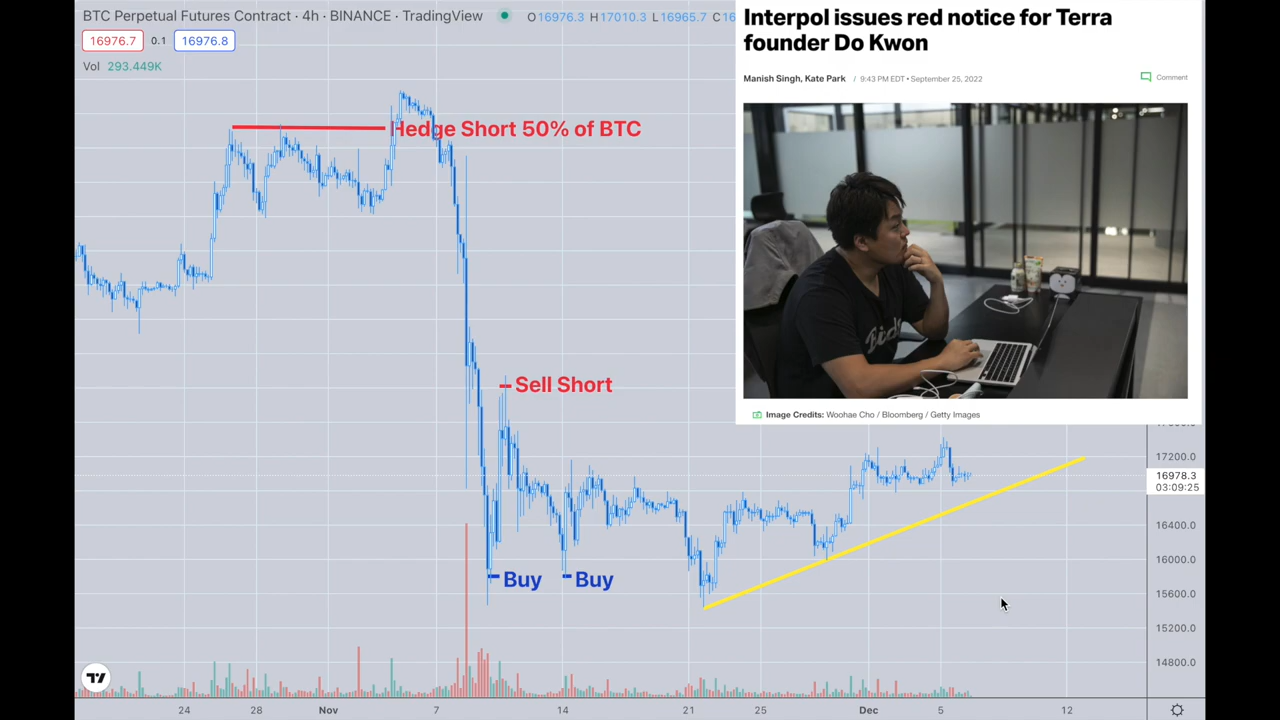 BTC Perpetual Futures Contract · 4h · BINANCE · TradingView
O16976.3 H17010.3 L16965.7 C16
16976.7 0.1 16976.8
Vol 293.449K
Interpol issues red notice for Terra
founder Do Kwon
Manish Singh, Kate Park / 9:43 PM EDT • September 25, 2022
Comment
Image Credits: Woohae Cho / Bloomberg / Getty Images
Hedge Short 50% of BTC
Sell Short
Buy
Buy
17200.0
16978.3
03:09:25
16400.0
16000.0
15600.0
15200.0
14800.0
24 28 Nov 7 14 21 25 Dec 5 12